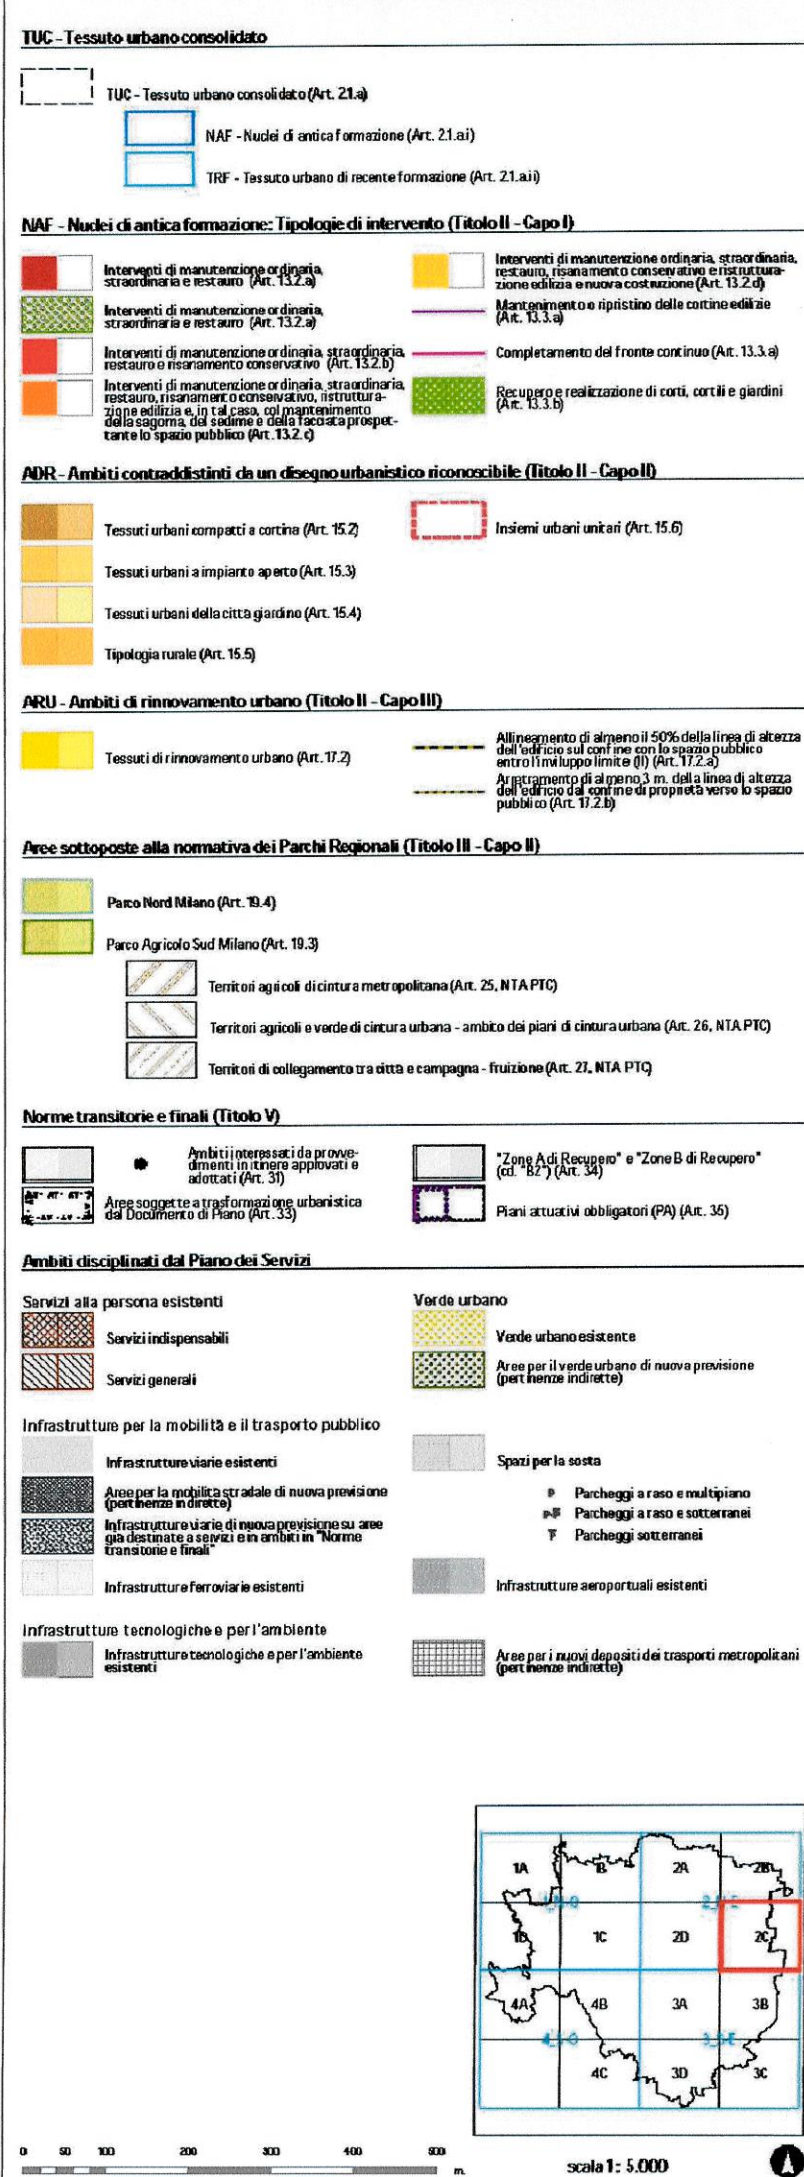 TUC - Tessuto urbano consolidato
TUC - Tessuto urbano consolidato (Art. 2.1.a)
NAF - Nuclei di antica formazione (Art. 2.1.a.i)
TRF - Tessuto urbano di recente formazione (Art. 2.1.a.ii)
NAF - Nuclei di antica formazione: Tipologie di intervento (Titolo II - Capo I)
Interventi di manutenzione ordinaria,
straordinaria e restauro (Art. 13.2.a)
Interventi di manutenzione ordinaria,
straordinaria e restauro (Art. 13.2.a)
Interventi di manutenzione ordinaria, straordinaria,
restauro e risanamento conservativo (Art. 13.2.b)
Interventi di manutenzione ordinaria, straordinaria,
restauro, risanamento conservativo, ristruttura-
zione edilizia e, in tal caso, col mantenimento
della sagoma, del sedime e della facciata prospet-
tante lo spazio pubblico (Art. 13.2.c)
Interventi di manutenzione ordinaria, straordinaria,
restauro, risanamento conservativo e ristruttura-
zione edilizia e nuova costruzione (Art. 13.2.d)
Mantenimento e ripristino delle cortine edilizie
(Art. 13.3.a)
Completamento del fronte continuo (Art. 13.3.a)
Recupero e realizzazione di corti, cortili e giardini
(Art. 13.3.b)
ADR - Ambiti contraddistinti da un disegno urbanistico riconoscibile (Titolo II - Capo II)
Tessuti urbani compatti a cortina (Art. 15.2)
Tessuti urbani a impianto aperto (Art. 15.3)
Tessuti urbani della città giardino (Art. 15.4)
Tipologia rurale (Art. 15.5)
Insiemi urbani unitari (Art. 15.6)
ARU - Ambiti di rinnovamento urbano (Titolo II - Capo III)
Tessuti di rinnovamento urbano (Art. 17.2)
Allineamento di almeno il 50% della linea di altezza
dell'edificio sul confine con lo spazio pubblico
entro l'inviluppo limite (II) (Art. 17.2.a)
Arretramento di almeno 3 m. della linea di altezza
dell'edificio dal confine di proprietà verso lo spazio
pubblico (Art. 17.2.b)
Aree sottoposte alla normativa dei Parchi Regionali (Titolo III - Capo II)
Parco Nord Milano (Art. 19.4)
Parco Agricolo Sud Milano (Art. 19.3)
Territori agricoli di cintura metropolitana (Art. 25, NTA PTC)
Territori agricoli e verde di cintura urbana - ambito dei piani di cintura urbana (Art. 26, NTA PTC)
Territori di collegamento tra città e campagna - fruizione (Art. 27, NTA PTC)
Norme transitorie e finali (Titolo V)
Ambiti interessati da provve-
dimenti in itinere approvati e
adottati (Art. 31)
Aree soggette a trasformazione urbanistica
dal Documento di Piano (Art. 33)
"Zone A di Recupero" e "Zone B di Recupero"
(cd. "B2") (Art. 34)
Piani attuativi obbligatori (PA) (Art. 35)
Ambiti disciplinati dal Piano dei Servizi
Servizi alla persona esistenti
Servizi indispensabili
Servizi generali
Verde urbano
Verde urbano esistente
Aree per il verde urbano di nuova previsione
(pertinenze indirette)
Infrastrutture per la mobilità e il trasporto pubblico
Infrastrutture viarie esistenti
Aree per la mobilità stradale di nuova previsione
(pertinenze indirette)
Infrastrutture viarie di nuova previsione su aree
già destinate a servizi e in ambiti in "Norme
transitorie e finali"
Infrastrutture ferroviarie esistenti
Spazi per la sosta
P Parcheggi a raso e multipiano
Parcheggi a raso e sotterranei
Parcheggi sotterranei
Infrastrutture aeroportuali esistenti
Infrastrutture tecnologiche e per l'ambiente
Infrastrutture tecnologiche e per l'ambiente
esistenti
Aree per i nuovi depositi dei trasporti metropolitani
(pertinenze indirette)
1A 1B 2A 2B
1D 1C 2D 2C
4A 4B 3A 3B
4C 3D 3C
0 50 100 200 300 400 500
m.
scala 1 : 5.000